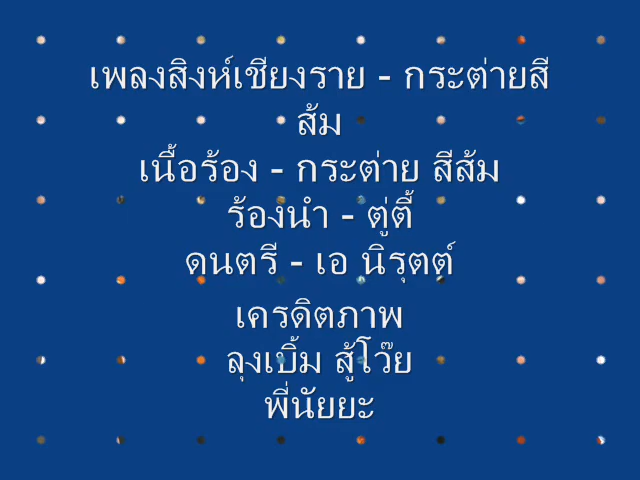 เพลงสิงห์เชียงราย - กระต่ายสี
ส้ม
เนื้อร้อง - กระต่าย สีส้ม
ร้องนำ - ตู่ตี้
ดนตรี - เอ นิรุตต์
เครดิตภาพ
ลุงเบิ้ม สู้โว๊ย
พี่นัยยะ